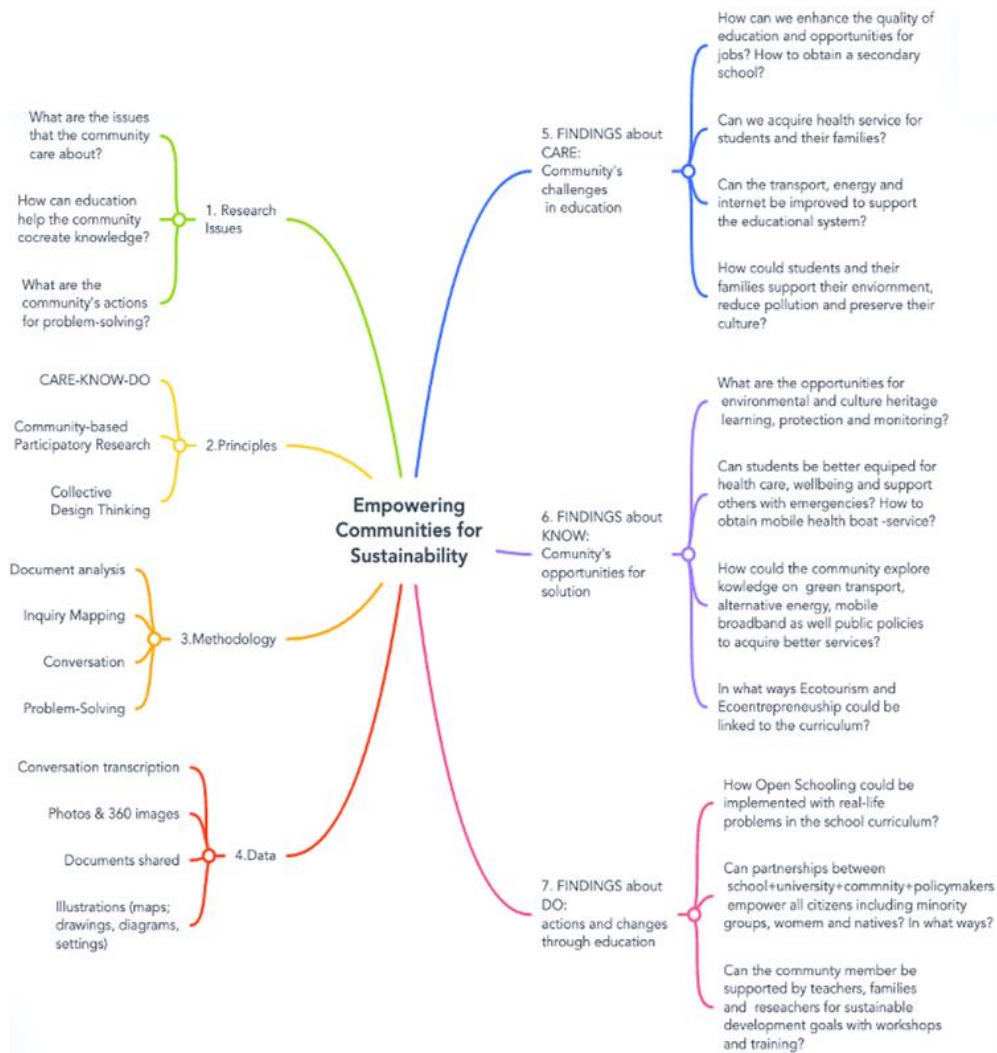 Empowering
Communities for
Sustainability
1. Research
Issues
What are the issues
that the community
care about?
How can education
help the community
cocreate knowledge?
What are the
community's actions
for problem-solving?
2.Principles
CARE-KNOW-DO
Community-based
Participatory Research
Collective
Design Thinking
3.Methodology
Document analysis
Inquiry Mapping
Conversation
Problem-Solving
4.Data
Conversation transcription
Photos & 360 images
Documents shared
Illustrations (maps;
drawings, diagrams,
settings)
5. FINDINGS about
CARE:
Community's
challenges
in education
How can we enhance the quality of
education and opportunities for
jobs? How to obtain a secondary
school?
Can we acquire health service for
students and their families?
Can the transport, energy and
internet be improved to support
the educational system?
How could students and their
families support their enviornment,
reduce pollution and preserve their
culture?
6. FINDINGS about
KNOW:
Comunity's
opportunities for
solution
What are the opportunities for
environmental and culture heritage
learning, protection and monitoring?
Can students be better equiped for
health care, wellbeing and support
others with emergencies? How to
obtain mobile health boat -service?
How could the community explore
kowledge on green transport,
alternative energy, mobile
broadband as well public policies
to acquire better services?
In what ways Ecotourism and
Ecoentrepreneuship could be
linked to the curriculum?
7. FINDINGS about
DO:
actions and changes
through education
How Open Schooling could be
implemented with real-life
problems in the school curriculum?
Can partnerships between
school+university+commnity+policymakers
empower all citizens including minority
groups, womem and natives? In what ways?
Can the communty member be
supported by teachers, families
and reseachers for sustainable
development goals with workshops
and training?